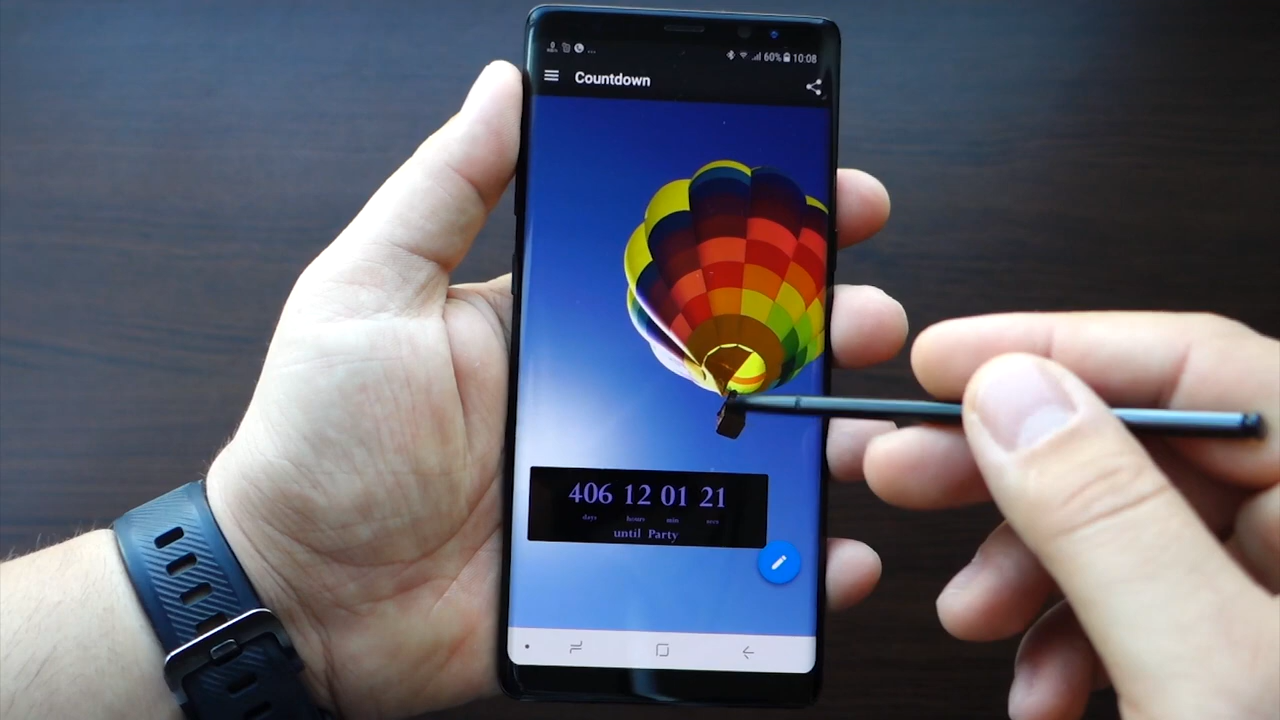 60% 10:08
Countdown
406 12 01 21
days hours min secs
until Party